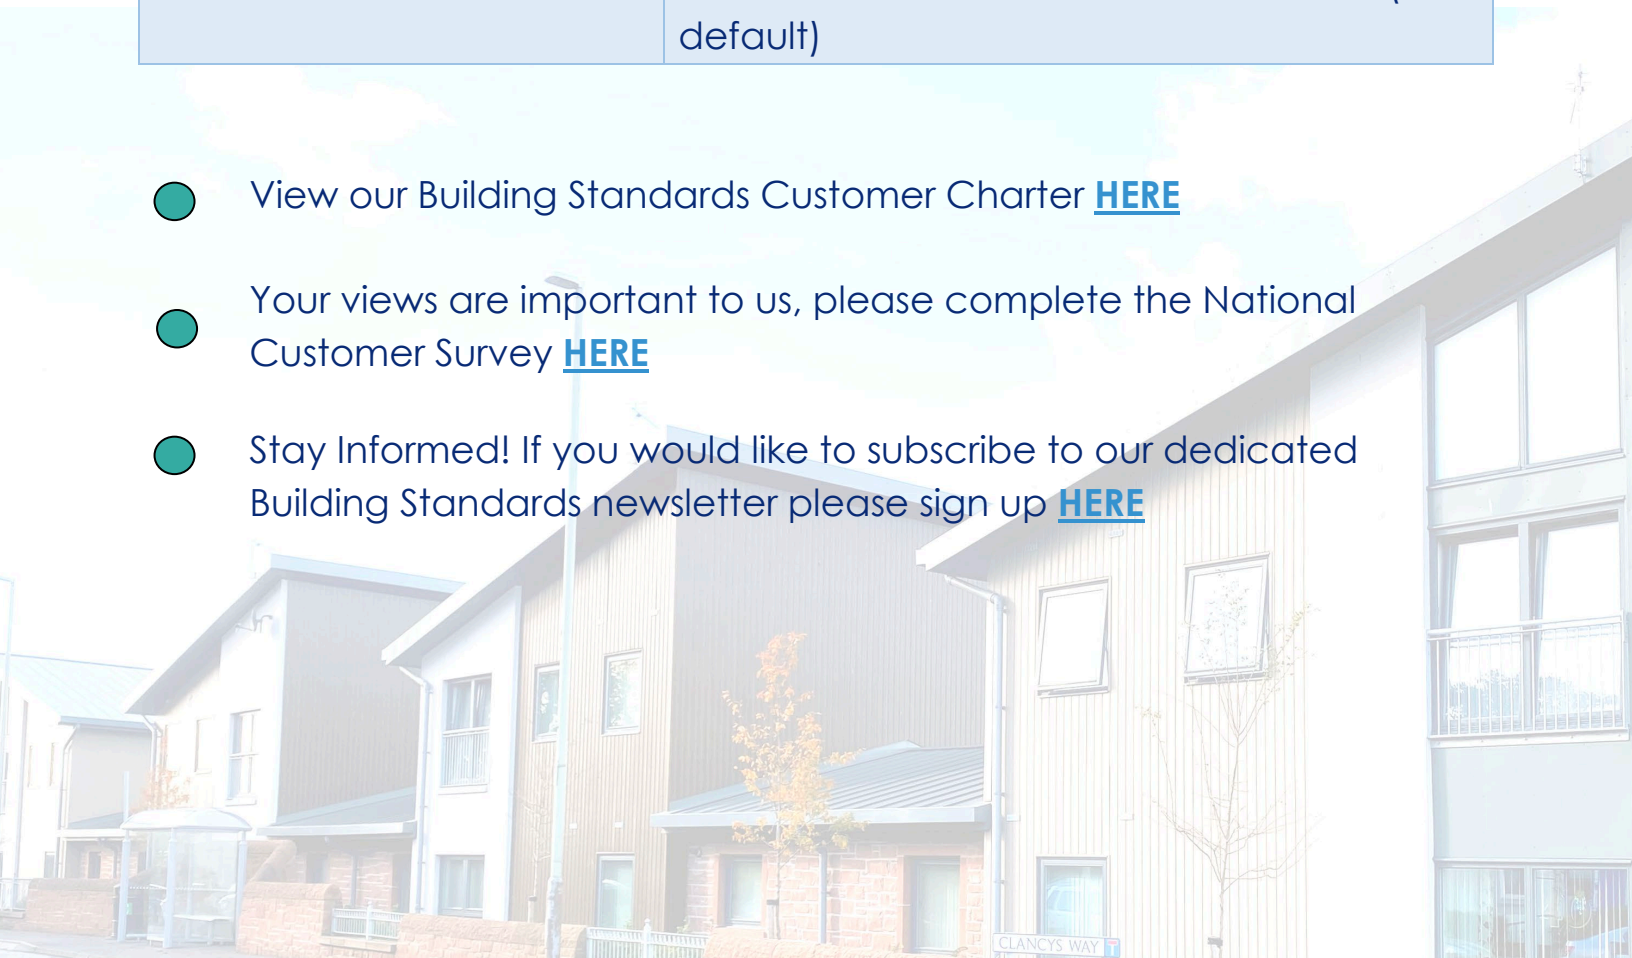 default)
View our Building Standards Customer Charter HERE
Your views are important to us, please complete the National
Customer Survey HERE
Stay Informed! If you would like to subscribe to our dedicated
Building Standards newsletter please sign up HERE
CLANCYS WAY